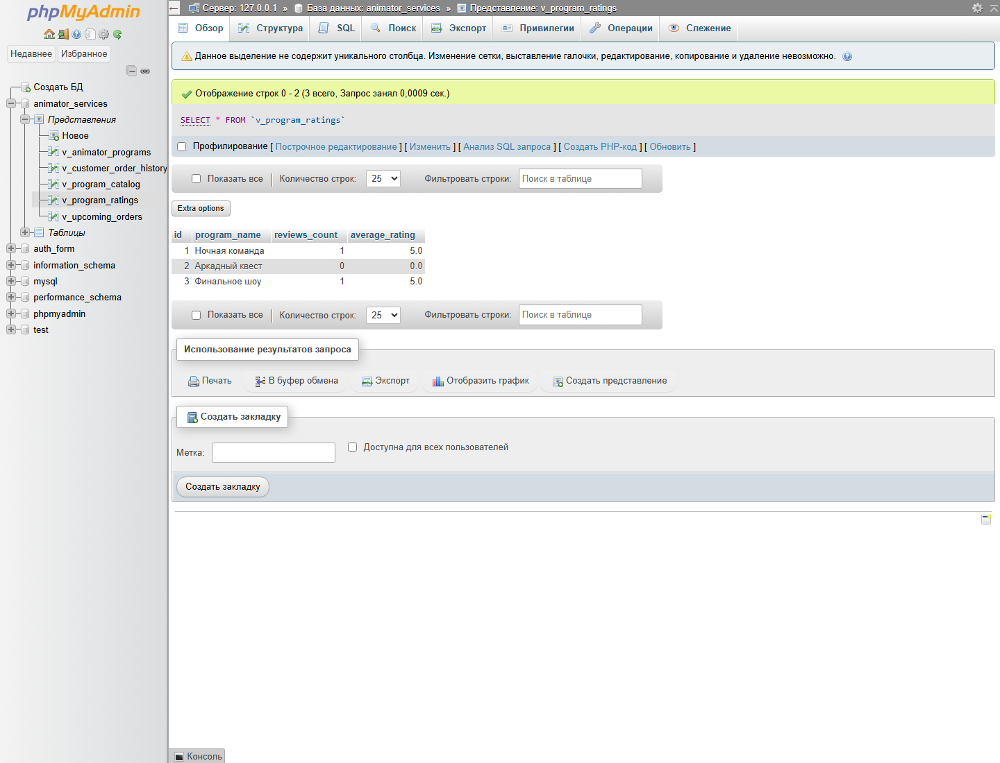 phpMyAdmin
Недавнее Избранное
Создать БД
animator_services
Представления
Новое
v_animator_programs
v_customer_order_history
v_program_catalog
v_program_ratings
v_upcoming_orders
Таблицы
auth_form
information_schema
mysql
performance_schema
phpmyadmin
test
Сервер: 127.0.0.1 » База данных: animator_services » Представление: v_program_ratings
Обзор Структура SQL Поиск Экспорт Привилегии Операции Слежение
Данное выделение не содержит уникального столбца. Изменение сетки, выставление галочки, редактирование, копирование и удаление невозможно.
Отображение строк 0 - 2 (3 всего, Запрос занял 0,0009 сек.)
SELECT * FROM `v_program_ratings`
Профилирование [ Построчное редактирование ] [ Изменить ] [ Анализ SQL запроса ] [ Создать PHP-код ] [ Обновить ]
Показать все Количество строк: 25 Фильтровать строки: Поиск в таблице
Extra options
id program_name reviews_count average_rating
1 Ночная команда 1 5.0
2 Аркадный квест 0 0.0
3 Финальное шоу 1 5.0
Показать все Количество строк: 25 Фильтровать строки: Поиск в таблице
Использование результатов запроса
Печать В буфер обмена Экспорт Отобразить график Создать представление
Создать закладку
Метка: Доступна для всех пользователей
Создать закладку
Консоль